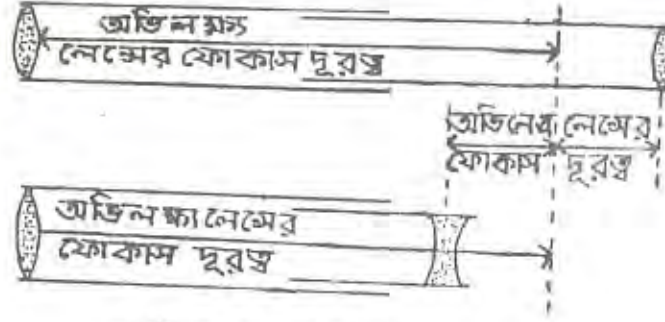 অভিলক্ষ্য
লেন্সের ফোকাস দূরত্ব
অভিনেত্র লেন্সের
ফোকাস দূরত্ব
অভিলক্ষ্য লেন্সের
ফোকাস দূরত্ব